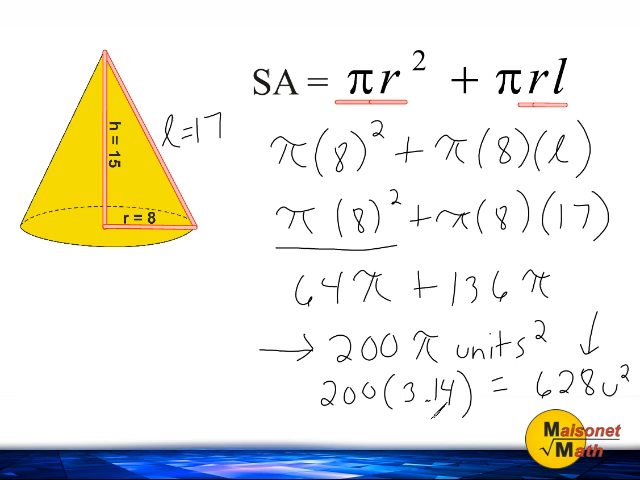 SA = πr² + πrl
h = 15
l = 17
r = 8
π(8)² + π(8)(l)
π(8)² + π(8)(17)
64π + 136π
→ 200π units² ↓
200(3.14) = 628u²
Maisonet
√Math